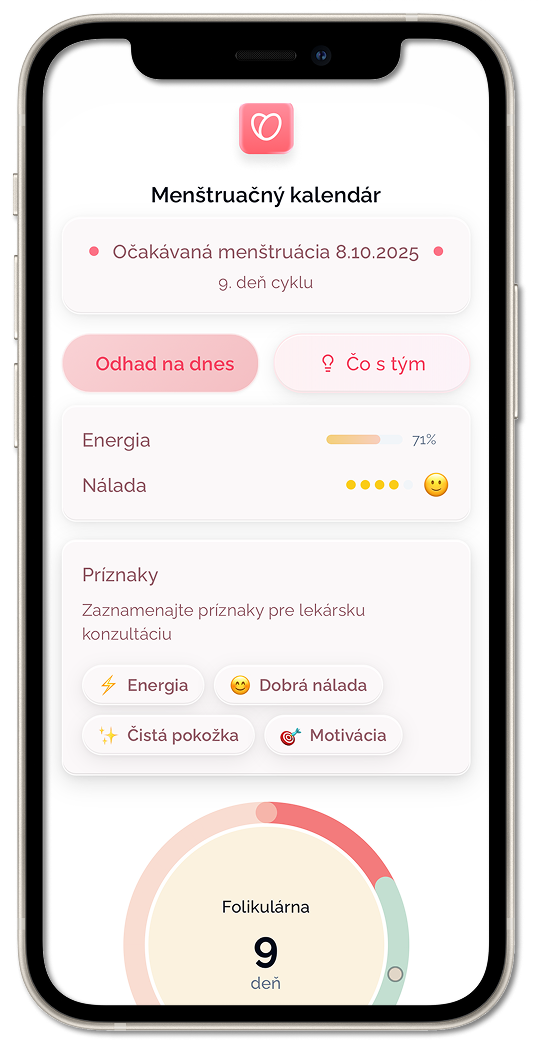 Menštruačný kalendár
Očakávaná menštruácia 8.10.2025
9. deň cyklu
Odhad na dnes
Čo s tým
Energia
71%
Nálada
Príznaky
Zaznamenajte príznaky pre lekársku
konzultáciu
Energia
Dobrá nálada
Čistá pokožka
Motivácia
Folikulárna
9
deň